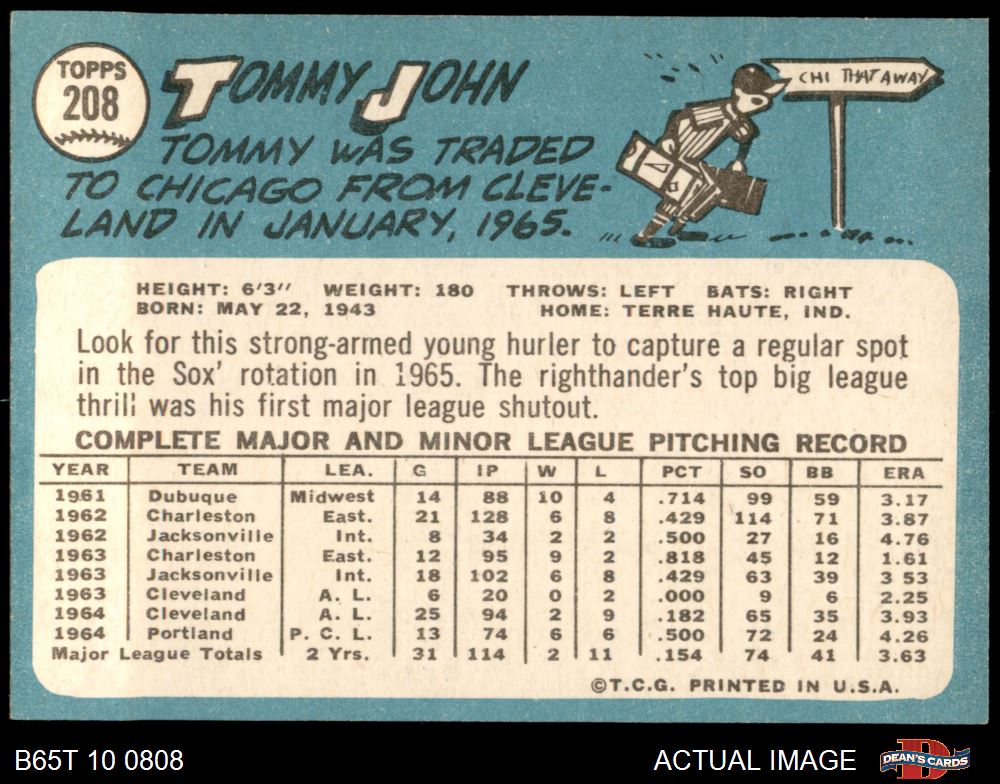 TOPPS
208
TOMMY JOHN
TOMMY WAS TRADED
TO CHICAGO FROM CLEVE-
LAND IN JANUARY, 1965.
CHI THAT AWAY
HEIGHT: 6'3" WEIGHT: 180 THROWS: LEFT BATS: RIGHT
BORN: MAY 22, 1943 HOME: TERRE HAUTE, IND.
Look for this strong-armed young hurler to capture a regular spot
in the Sox' rotation in 1965. The righthander's top big league
thrill was his first major league shutout.
COMPLETE MAJOR AND MINOR LEAGUE PITCHING RECORD
YEAR TEAM LEA. G IP W L PCT SO BB ERA
1961 Dubuque Midwest 14 88 10 4 .714 99 59 3.17
1962 Charleston East. 21 128 6 8 .429 114 71 3.87
1962 Jacksonville Int. 8 34 2 2 .500 27 16 4.76
1963 Charleston East. 12 95 9 2 .818 45 12 1.61
1963 Jacksonville Int. 18 102 6 8 .429 63 39 3 53
1963 Cleveland A. L. 6 20 0 2 .000 9 6 2.25
1964 Cleveland A. L. 25 94 2 9 .182 65 35 3.93
1964 Portland P. C. L. 13 74 6 6 .500 72 24 4.26
Major League Totals 2 Yrs. 31 114 2 11 .154 74 41 3.63
©T.C.G. PRINTED IN U.S.A.
B65T 10 0808 ACTUAL IMAGE DEAN'S CARDS